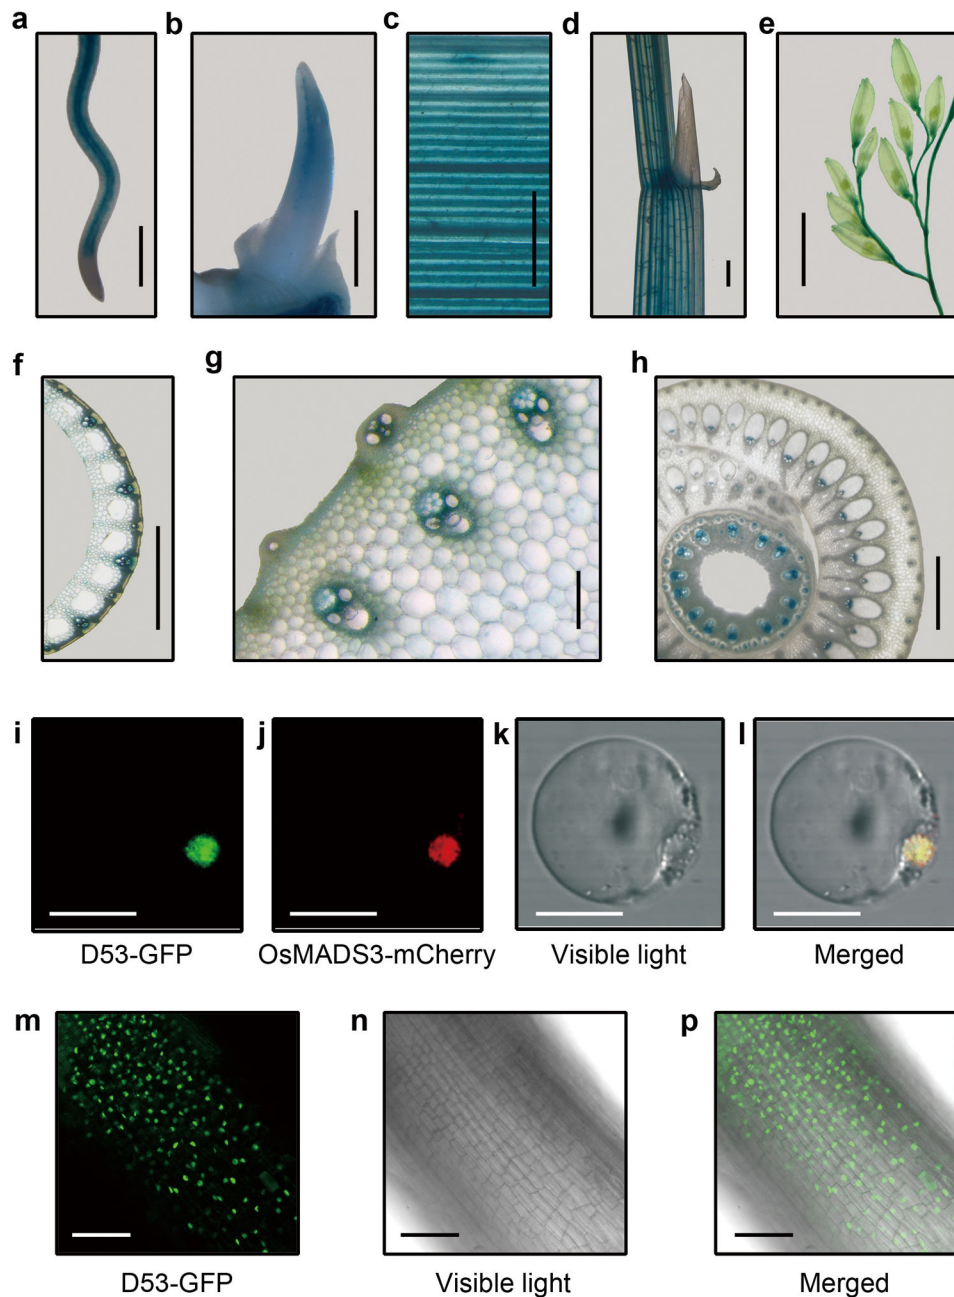 a b c d e
f g h
i j k l
D53-GFP OsMADS3-mCherry Visible light Merged
m n p
D53-GFP Visible light Merged